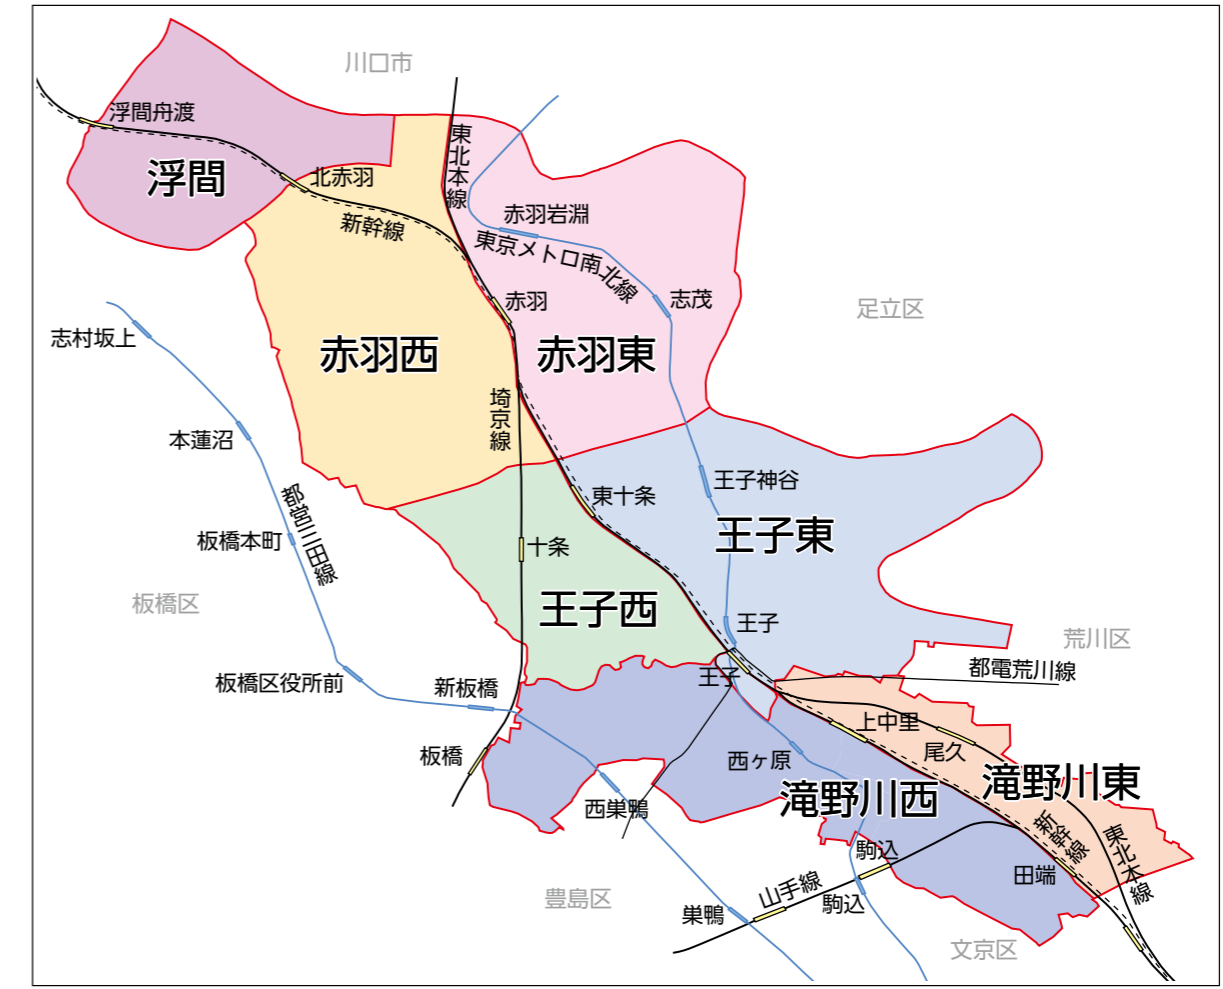 川口市
浮間舟渡
浮間
北赤羽
新幹線
東北本線
赤羽岩淵
東京メトロ南北線
赤羽
志茂
足立区
志村坂上
赤羽西
赤羽東
埼京線
本蓮沼
都営三田線
東十条
王子神谷
王子東
板橋本町
十条
板橋区
王子西
王子
荒川区
都電荒川線
板橋区役所前
新板橋
王子
上中里
板橋
西ヶ原
尾久
滝野川西
滝野川東
西巣鴨
新幹線
東北本線
駒込
田端
山手線
豊島区
巣鴨
駒込
文京区